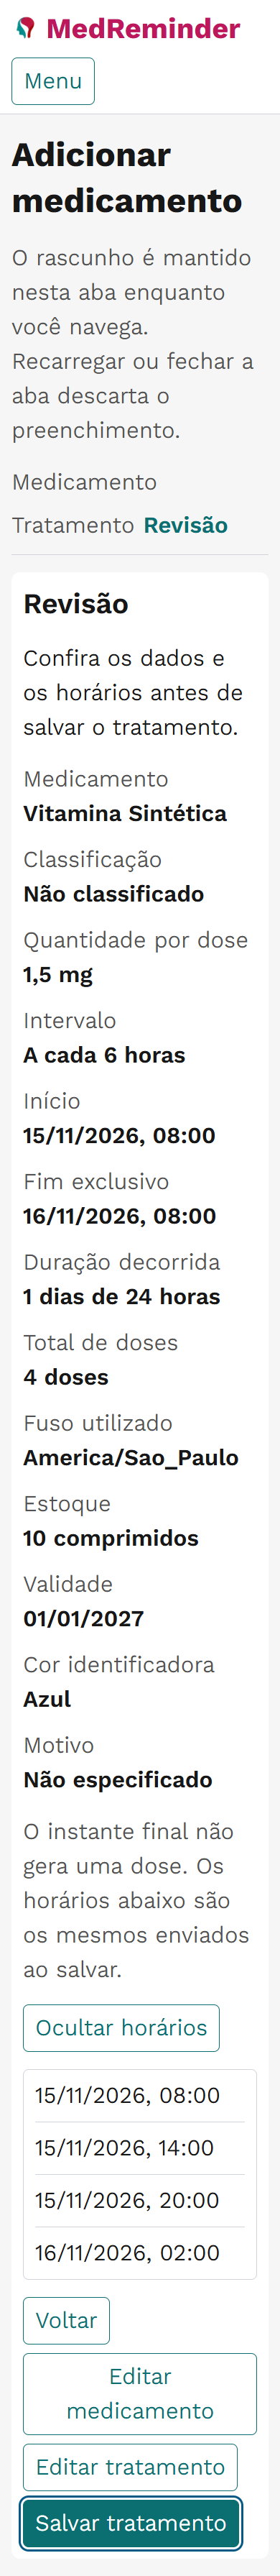 MedReminder
Menu
Adicionar
medicamento
O rascunho é mantido
nesta aba enquanto
você navega.
Recarregar ou fechar a
aba descarta o
preenchimento.
Medicamento
Tratamento Revisão
Revisão
Confira os dados e
os horários antes de
salvar o tratamento.
Medicamento
Vitamina Sintética
Classificação
Não classificado
Quantidade por dose
1,5 mg
Intervalo
A cada 6 horas
Início
15/11/2026, 08:00
Fim exclusivo
16/11/2026, 08:00
Duração decorrida
1 dias de 24 horas
Total de doses
4 doses
Fuso utilizado
America/Sao_Paulo
Estoque
10 comprimidos
Validade
01/01/2027
Cor identificadora
Azul
Motivo
Não especificado
O instante final não
gera uma dose. Os
horários abaixo são
os mesmos enviados
ao salvar.
Ocultar horários
15/11/2026, 08:00
15/11/2026, 14:00
15/11/2026, 20:00
16/11/2026, 02:00
Voltar
Editar
medicamento
Editar tratamento
Salvar tratamento